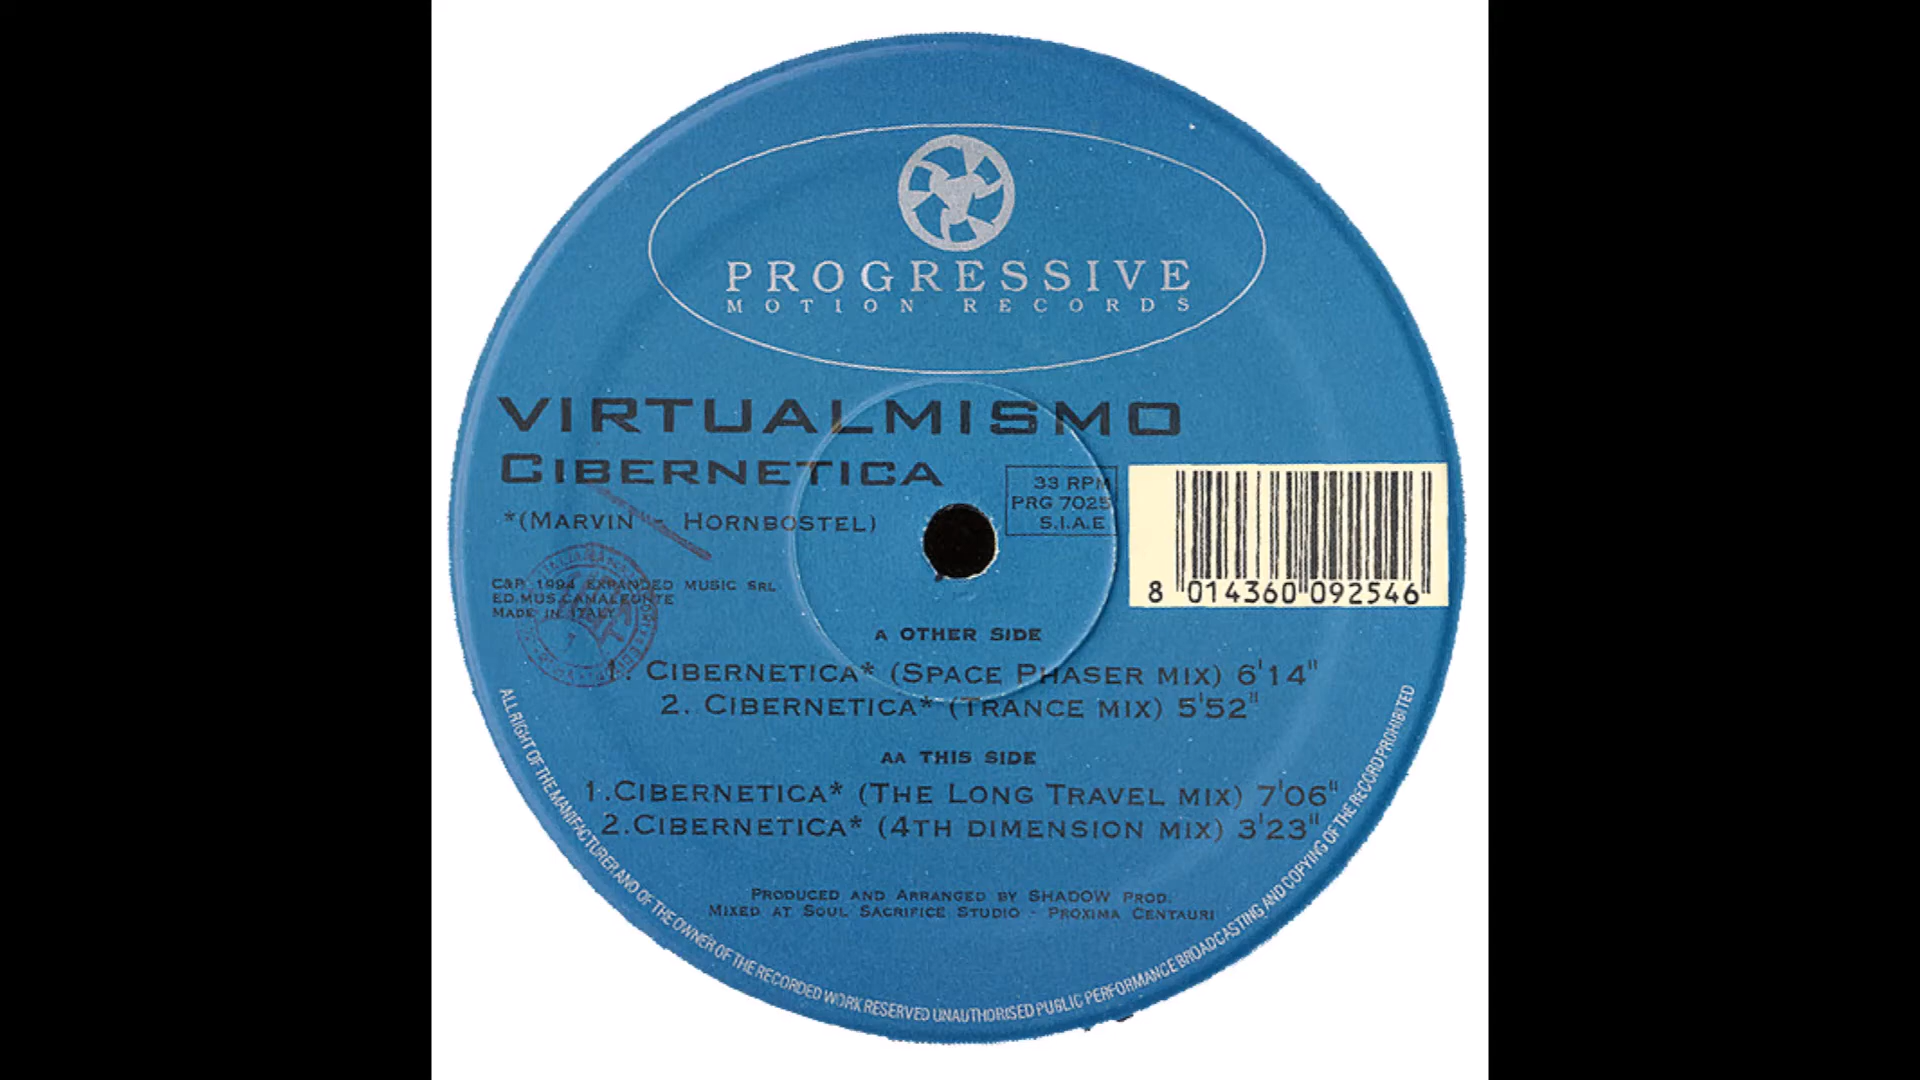 PROGRESSIVE
MOTION RECORDS
VIRTUALMISMO
CIBERNETICA
*(MARVIN - HORNBOSTEL)
33 RPM
PRG 7025
S.I.A.E
C&P 1994 EXPANDED MUSIC SRL
ED.MUS.CAMALEONTE
MADE IN ITALY
8 014360 092546
A OTHER SIDE
1. CIBERNETICA* (SPACE PHASER MIX) 6'14"
2. CIBERNETICA* (TRANCE MIX) 5'52"
AA THIS SIDE
1.CIBERNETICA* (THE LONG TRAVEL MIX) 7'06"
2.CIBERNETICA* (4TH DIMENSION MIX) 3'23"
PRODUCED AND ARRANGED BY SHADOW PROD.
MIXED AT SOUL SACRIFICE STUDIO - PROXIMA CENTAURI
ALL RIGHT OF THE MANIFACTURER AND OF THE OWNER OF THE RECORDED WORK RESERVED UNAUTHORISED PUBLIC PERFORMANCE BROADCASTING AND COPYING OF THE RECORD PROHIBITED